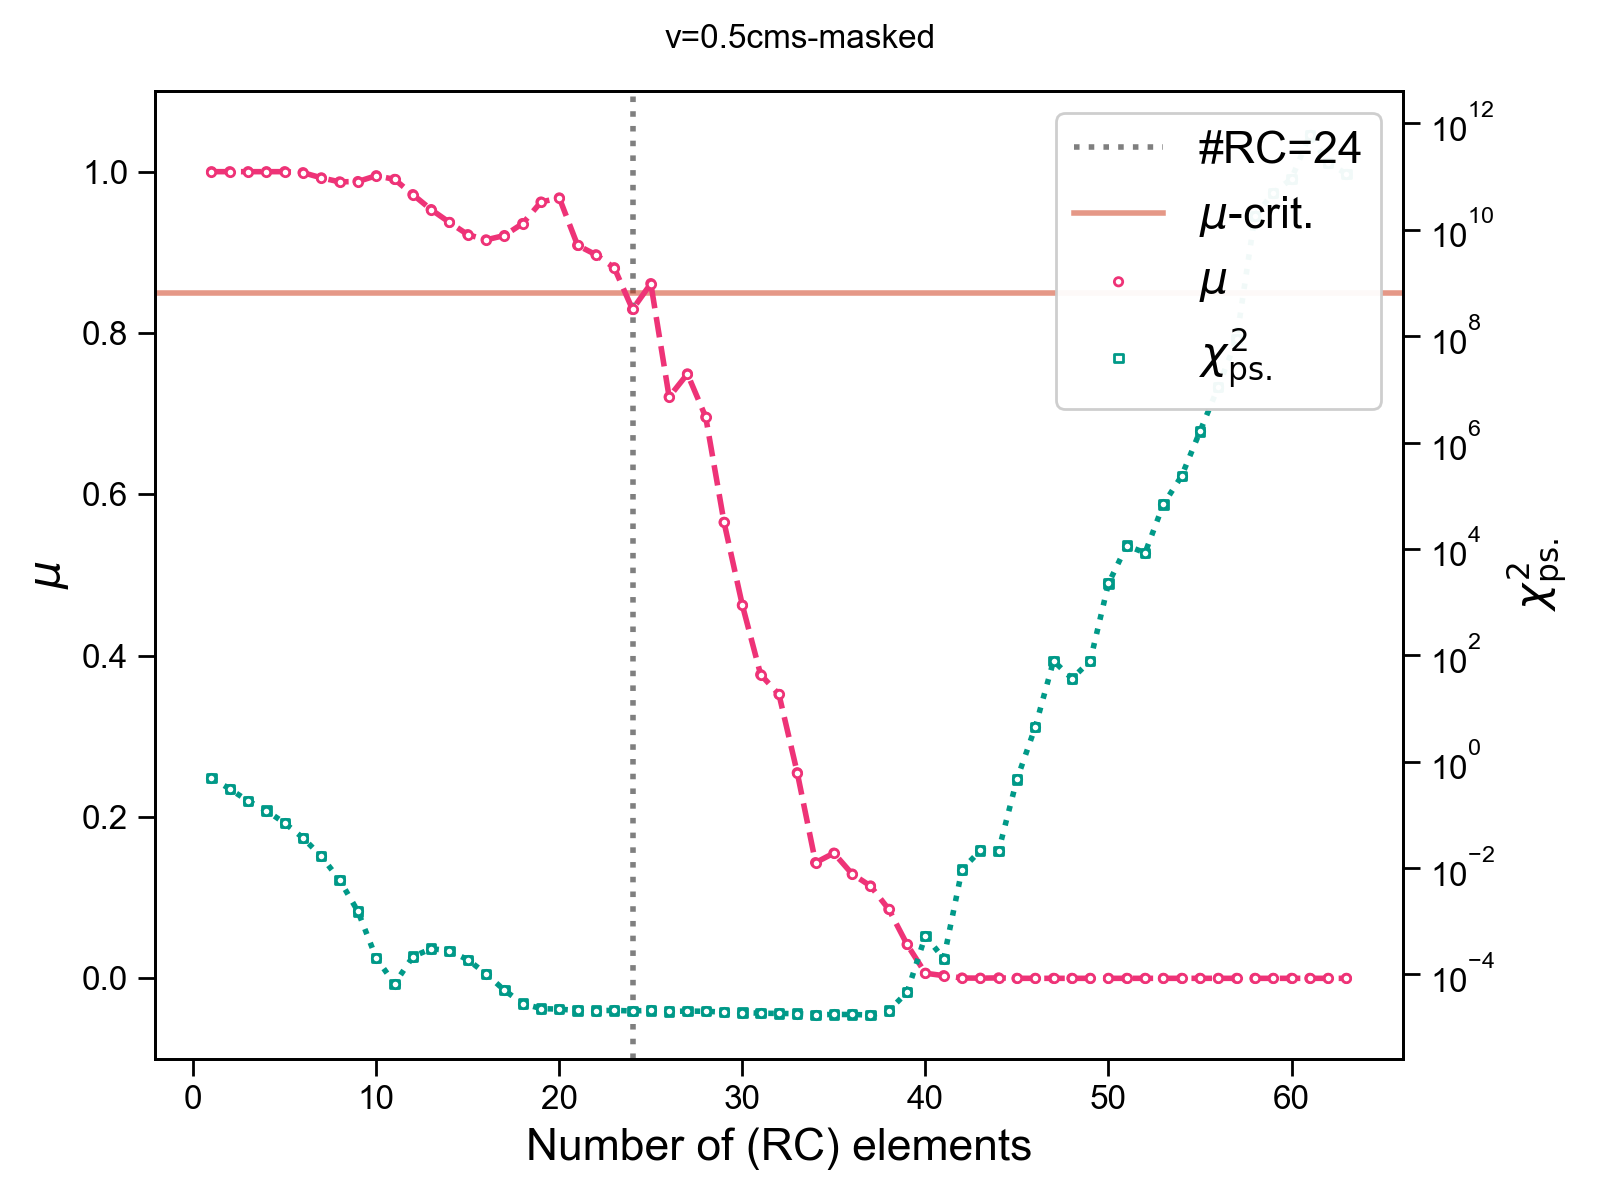 v=0.5cms-masked
#RC=24
μ-crit.
μ
χ²ps.
1.0
0.8
0.6
0.4
0.2
0.0
μ
10¹²
10¹⁰
10⁸
10⁶
10⁴
10²
10⁰
10⁻²
10⁻⁴
χ²ps.
0 10 20 30 40 50 60
Number of (RC) elements